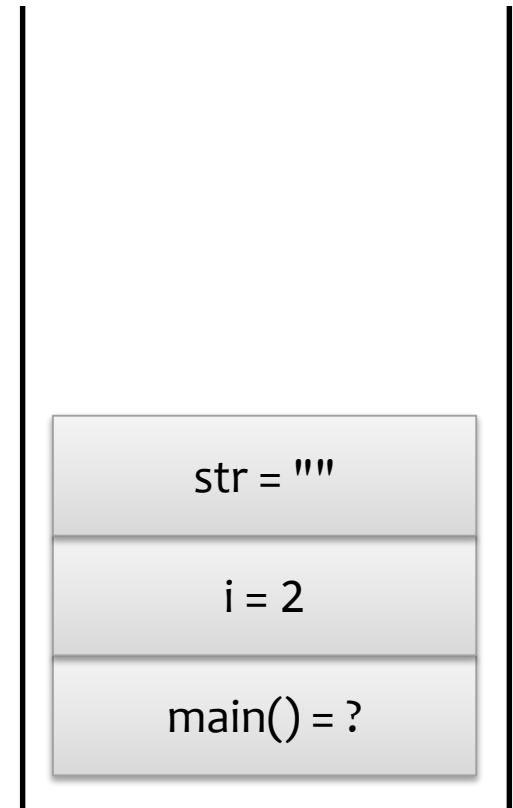 str = ""
i = 2
main() = ?